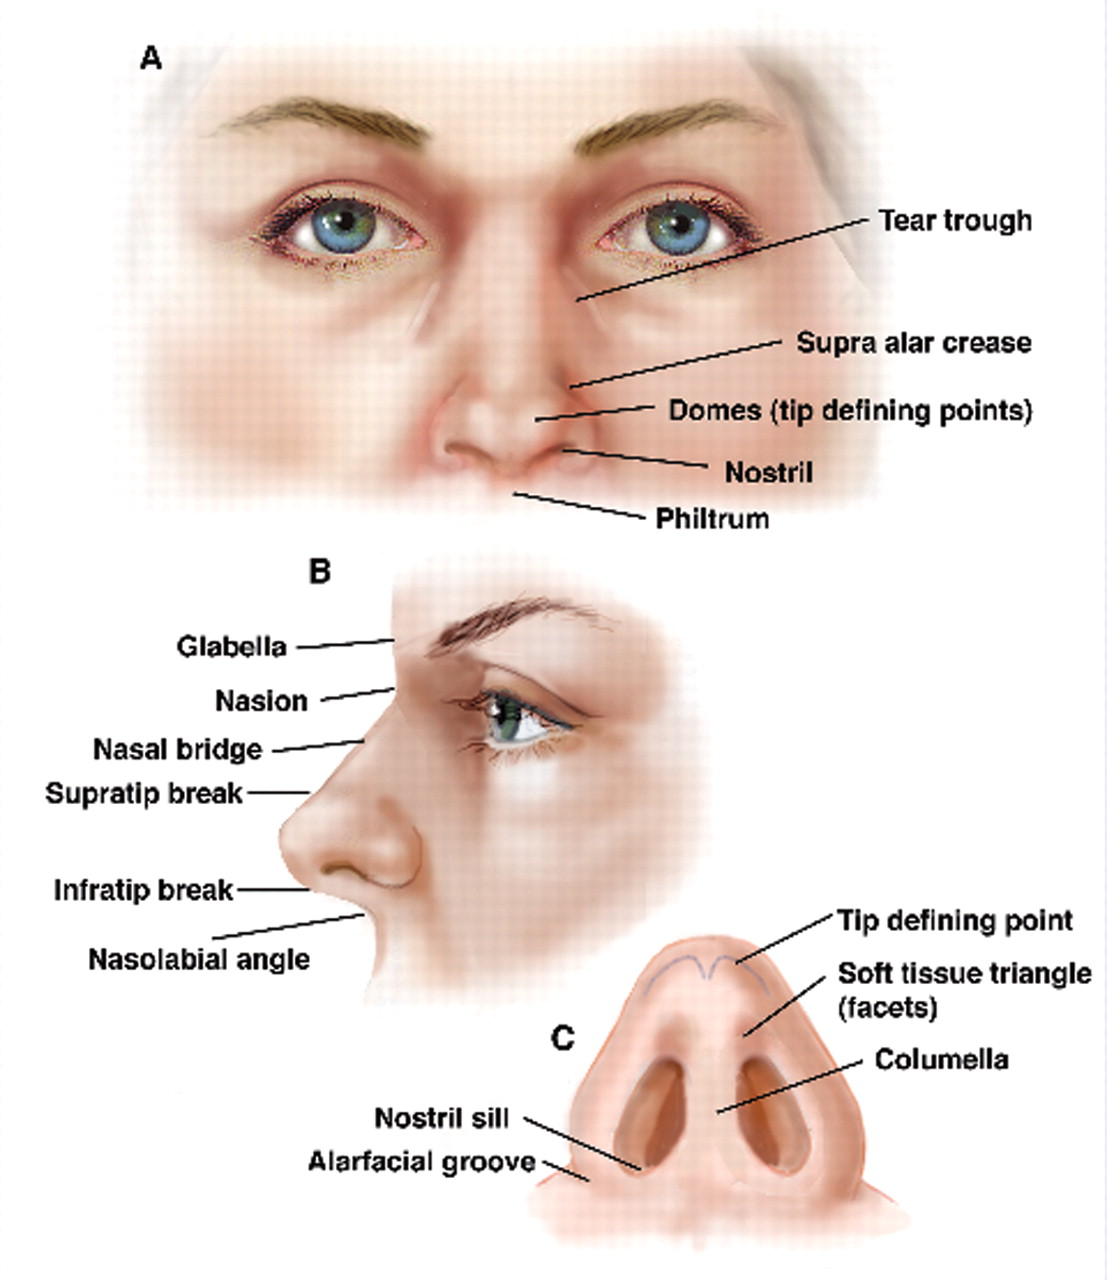 A
Tear trough
Supra alar crease
Domes (tip defining points)
Nostril
Philtrum
B
Glabella
Nasion
Nasal bridge
Supratip break
Infratip break
Nasolabial angle
Tip defining point
Soft tissue triangle
(facets)
C
Columella
Nostril sill
Alarfacial groove